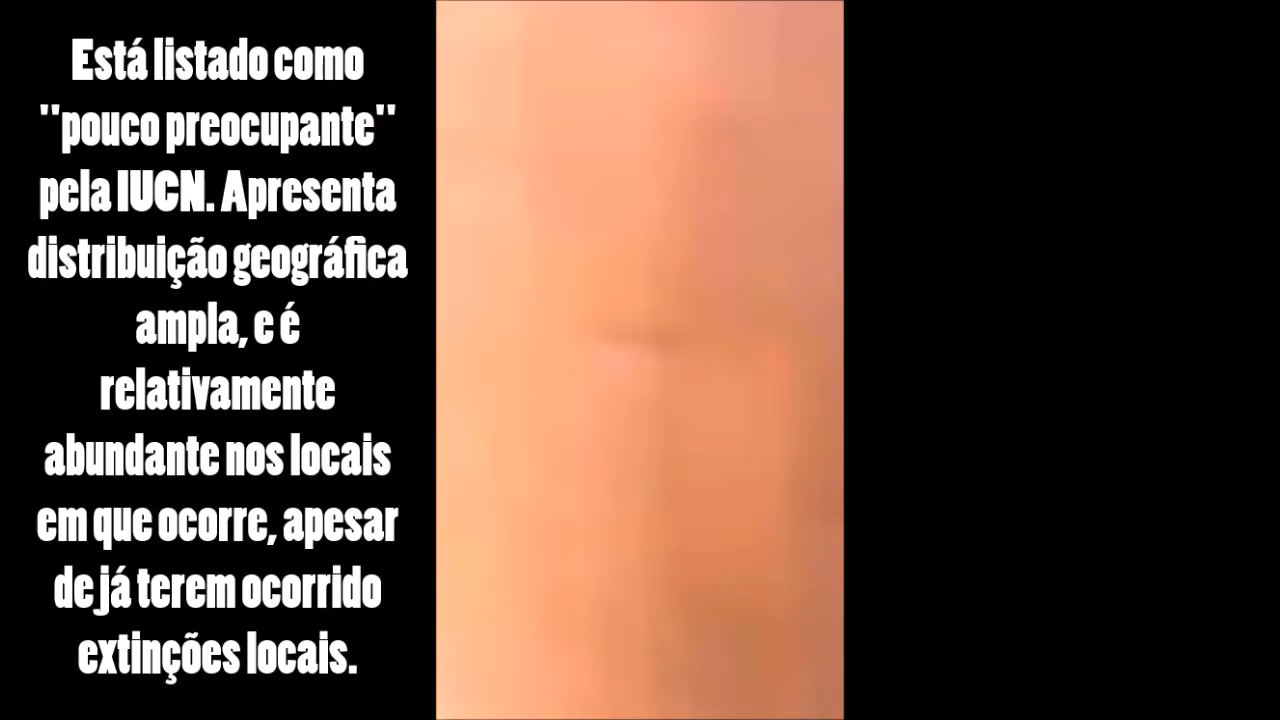 Está listado como
"pouco preocupante"
pela IUCN. Apresenta
distribuição geográfica
ampla, e é
relativamente
abundante nos locais
em que ocorre, apesar
de já terem ocorrido
extinções locais.